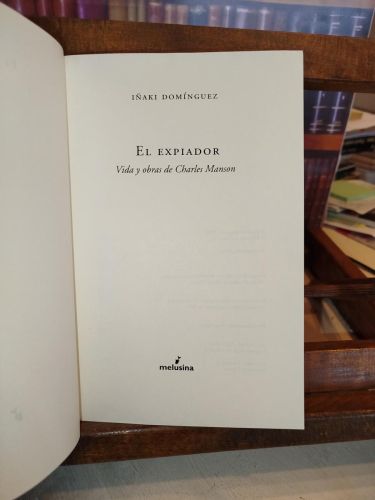 IÑAKI DOMÍNGUEZ
EL EXPIADOR
Vida y obras de Charles Manson
melusina